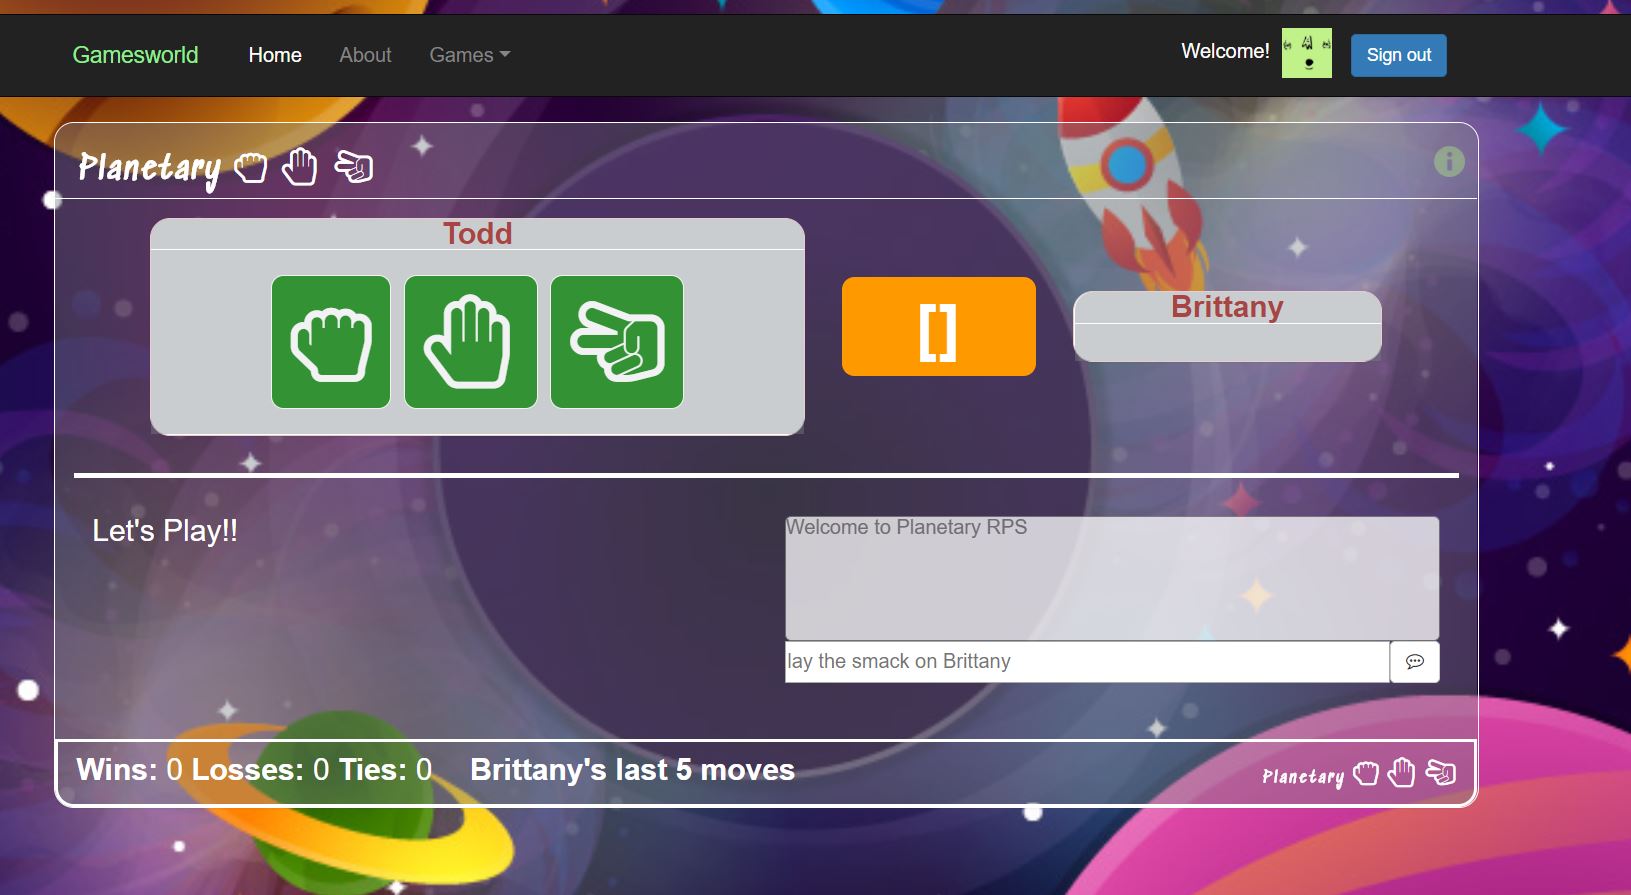 Gamesworld Home About Games Welcome! Sign out
Planetary
Todd
[]
Brittany
Let's Play!!
Welcome to Planetary RPS
lay the smack on Brittany
Wins: 0 Losses: 0 Ties: 0 Brittany's last 5 moves
Planetary